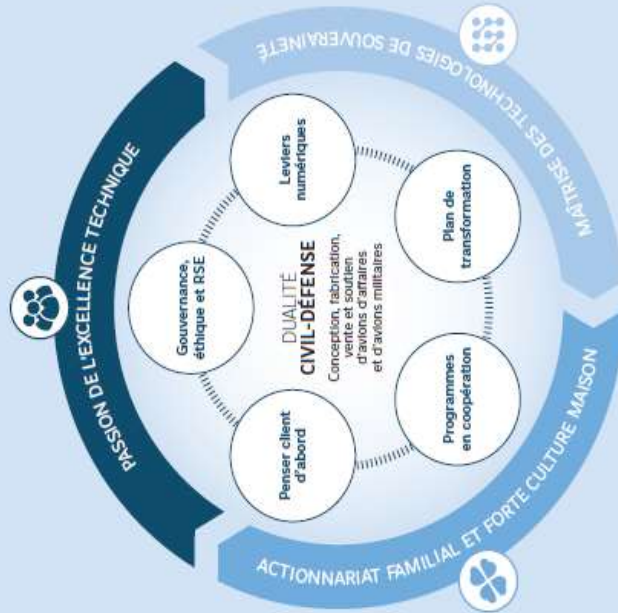 PASSION DE L'EXCELLENCE TECHNIQUE
MAÎTRISE DES TECHNOLOGIES DE SOUVERAINETÉ
ACTIONNARIAT FAMILIAL ET FORTE CULTURE MAISON
Gouvernance,
éthique et RSE
Leviers
numériques
Plan de
transformation
Programmes
en coopération
Penser client
d'abord
DUALITÉ
CIVIL-DÉFENSE
Conception, fabrication,
vente et soutien
d'avions d'affaires
et d'avions militaires